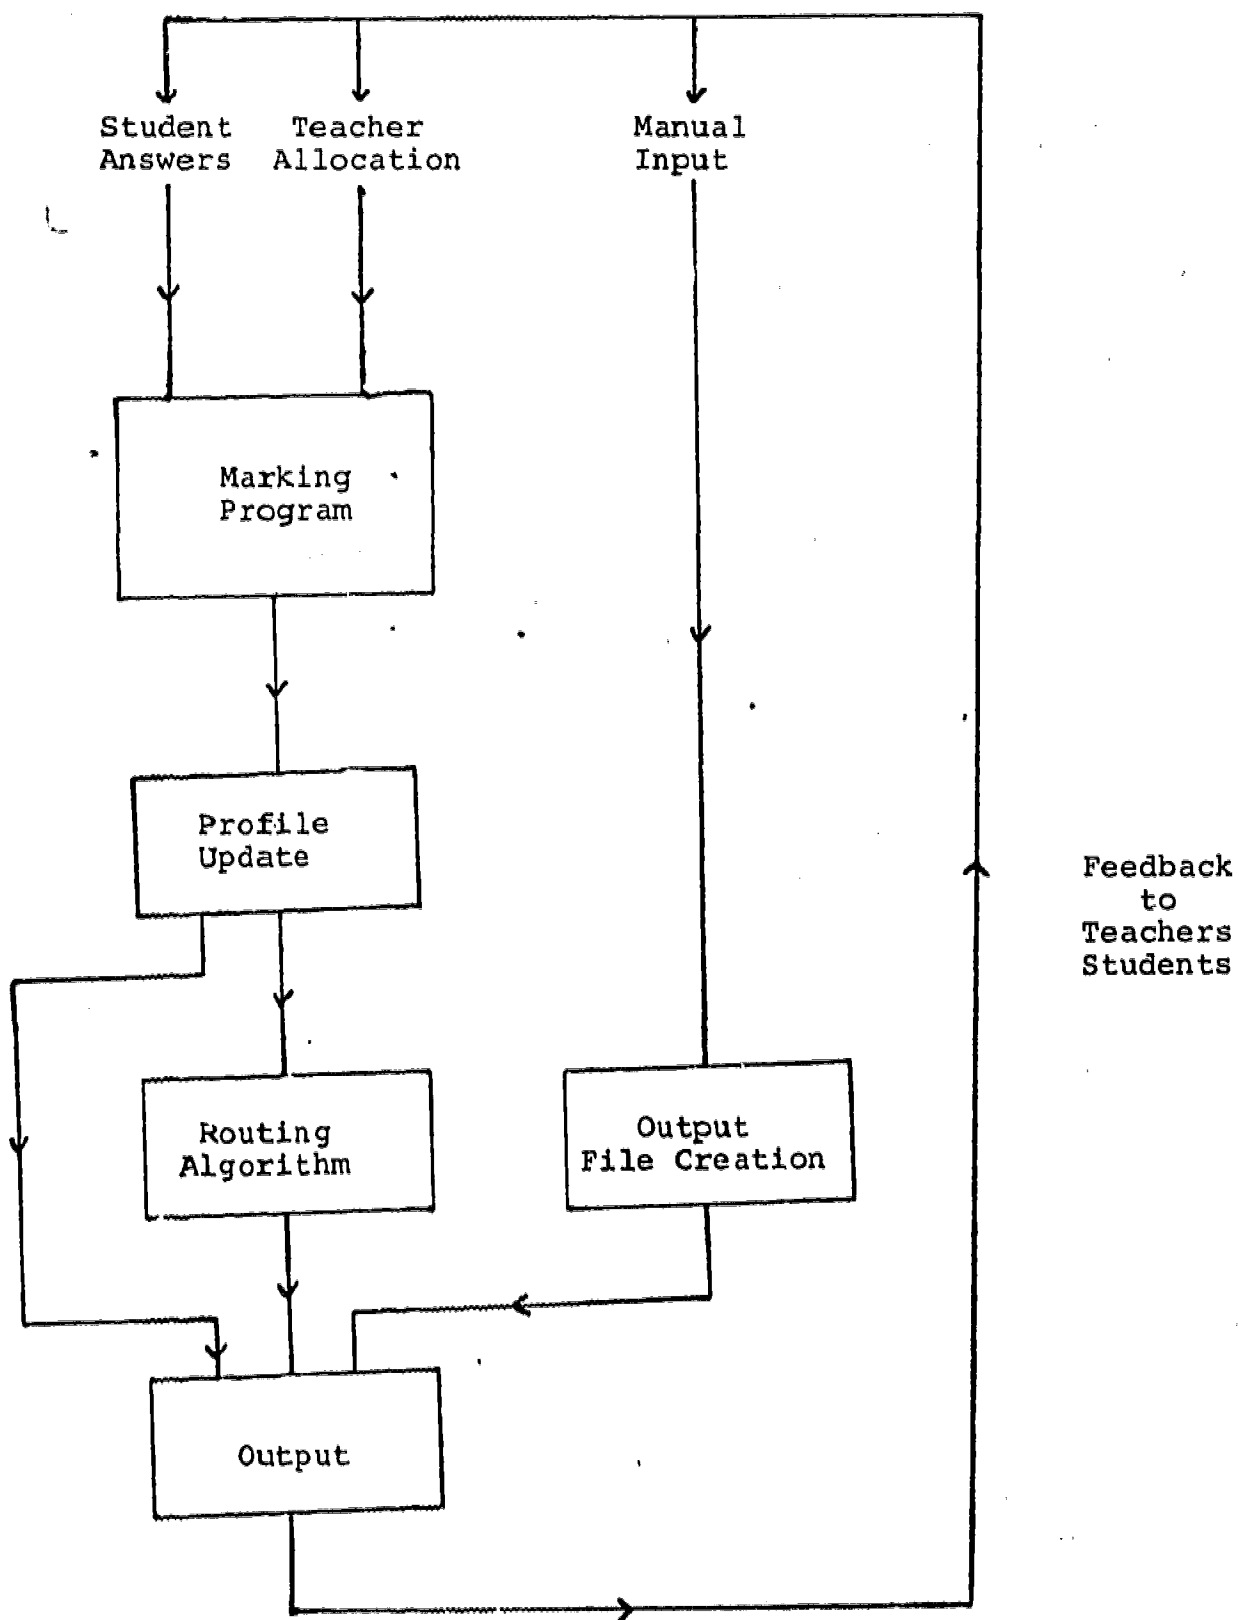 Student
Answers
Teacher
Allocation
Manual
Input
Marking
Program
Profile
Update
Feedback
to
Teachers
Students
Routing
Algorithm
Output
File Creation
Output